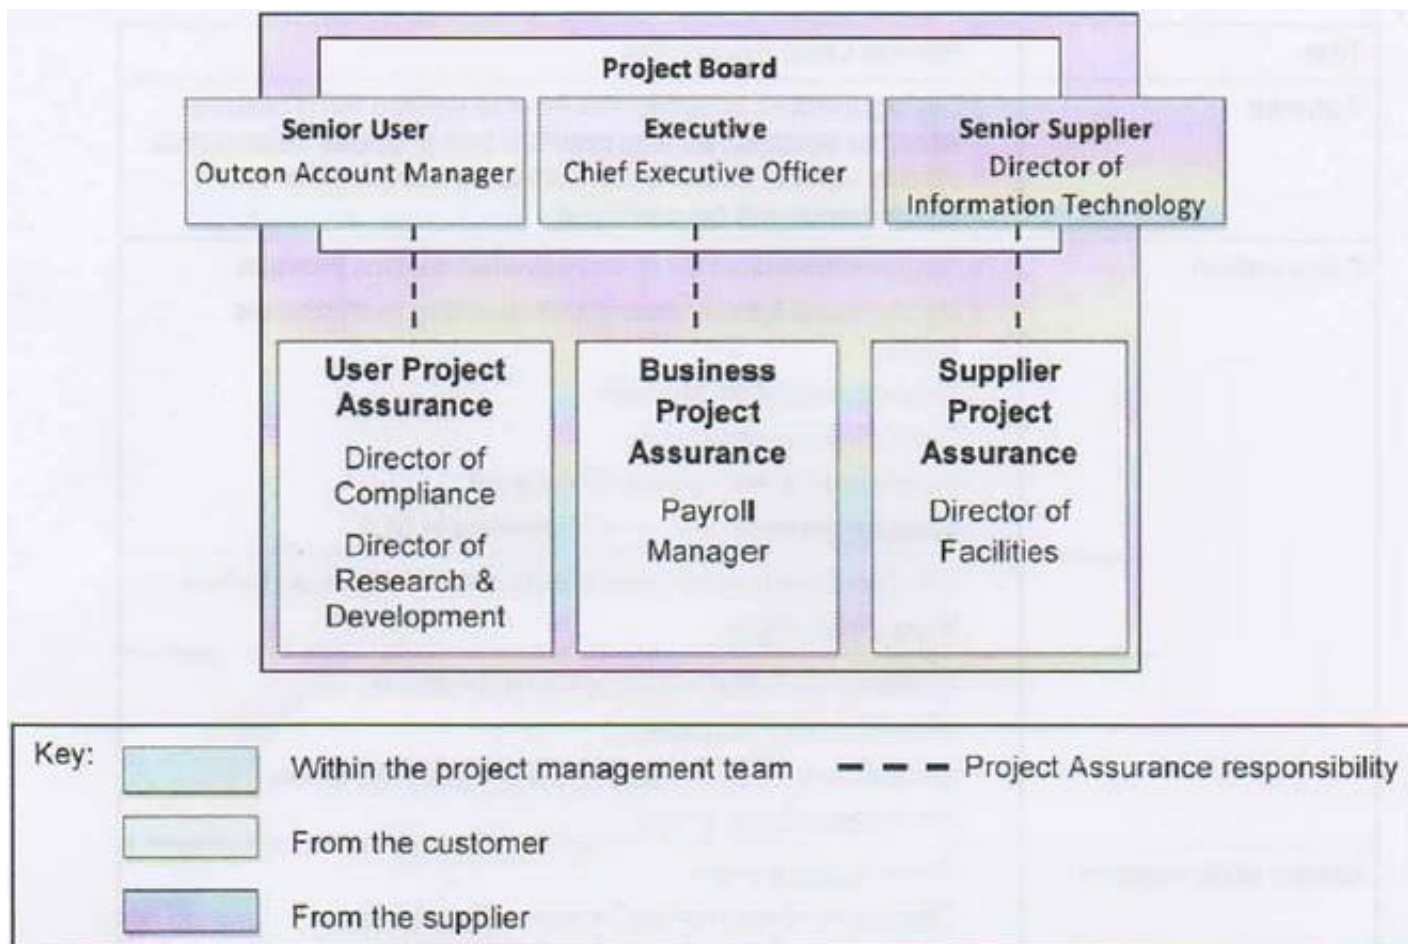 Project Board
Senior User
Outcon Account Manager
Executive
Chief Executive Officer
Senior Supplier
Director of
Information Technology
User Project
Assurance
Director of
Compliance
Director of
Research &
Development
Business
Project
Assurance
Payroll
Manager
Supplier
Project
Assurance
Director of
Facilities
Key:
Within the project management team
Project Assurance responsibility
From the customer
From the supplier